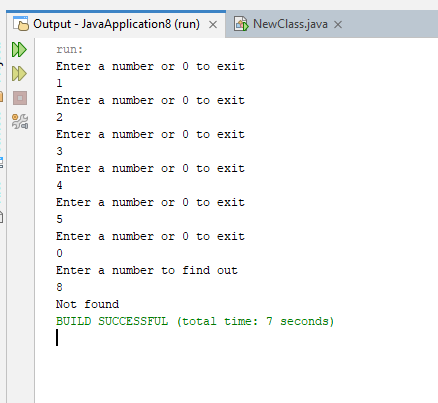 Output - JavaApplication8 (run) × NewClass.java ×
run:
Enter a number or 0 to exit
1
Enter a number or 0 to exit
2
Enter a number or 0 to exit
3
Enter a number or 0 to exit
4
Enter a number or 0 to exit
5
Enter a number or 0 to exit
0
Enter a number to find out
8
Not found
BUILD SUCCESSFUL (total time: 7 seconds)